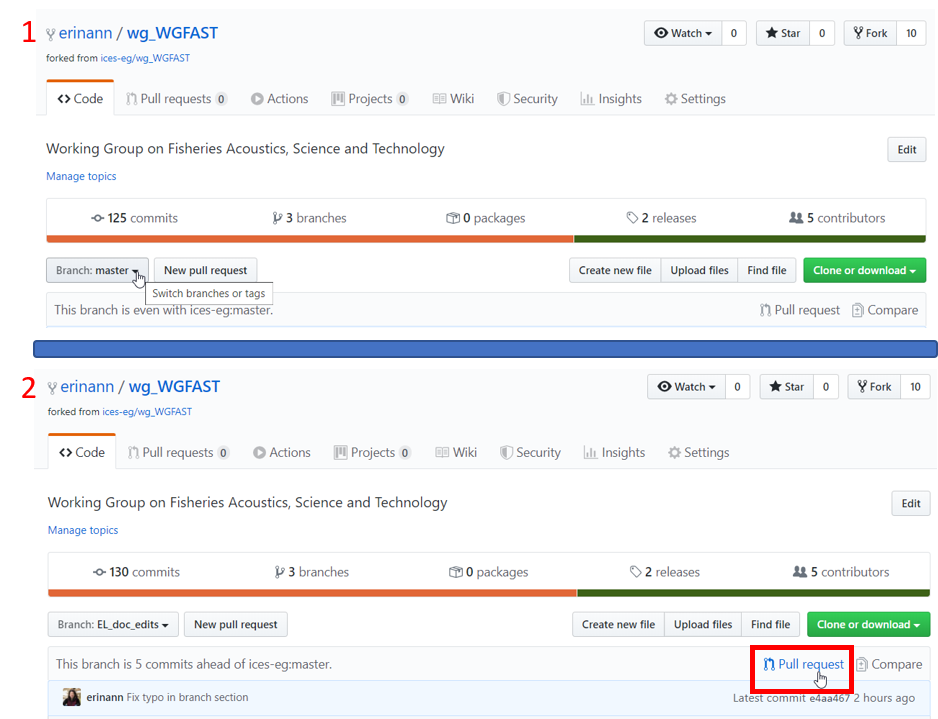 1
erinann / wg_WGFAST
Watch 0 Star 0 Fork 10
forked from ices-eg/wg_WGFAST
Code Pull requests 0 Actions Projects 0 Wiki Security Insights Settings
Working Group on Fisheries Acoustics, Science and Technology
Edit
Manage topics
125 commits 3 branches 0 packages 2 releases 5 contributors
Branch: master New pull request Create new file Upload files Find file Clone or download
Switch branches or tags
This branch is even with ices-eg:master. Pull request Compare
2
erinann / wg_WGFAST
Watch 0 Star 0 Fork 10
forked from ices-eg/wg_WGFAST
Code Pull requests 0 Actions Projects 0 Wiki Security Insights Settings
Working Group on Fisheries Acoustics, Science and Technology
Edit
Manage topics
130 commits 3 branches 0 packages 2 releases 5 contributors
Branch: EL_doc_edits New pull request Create new file Upload files Find file Clone or download
This branch is 5 commits ahead of ices-eg:master. Pull request Compare
erinann Fix typo in branch section Latest commit e4aa467 2 hours ago